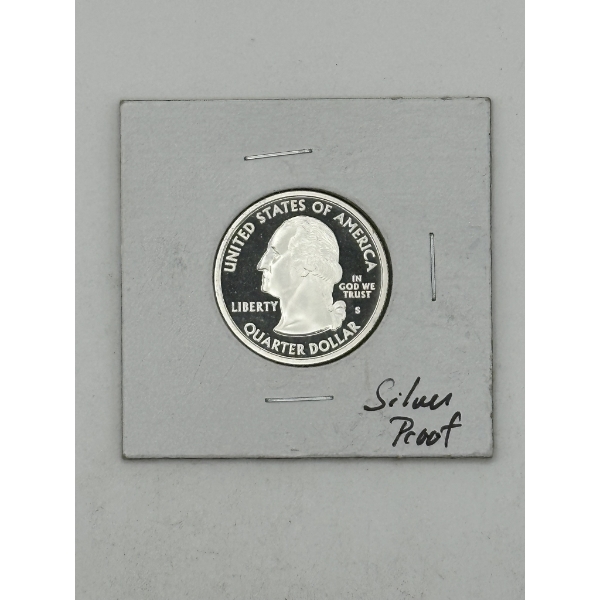 UNITED STATES OF AMERICA
IN
GOD WE
TRUST
LIBERTY
S
QUARTER DOLLAR
Silver
Proof